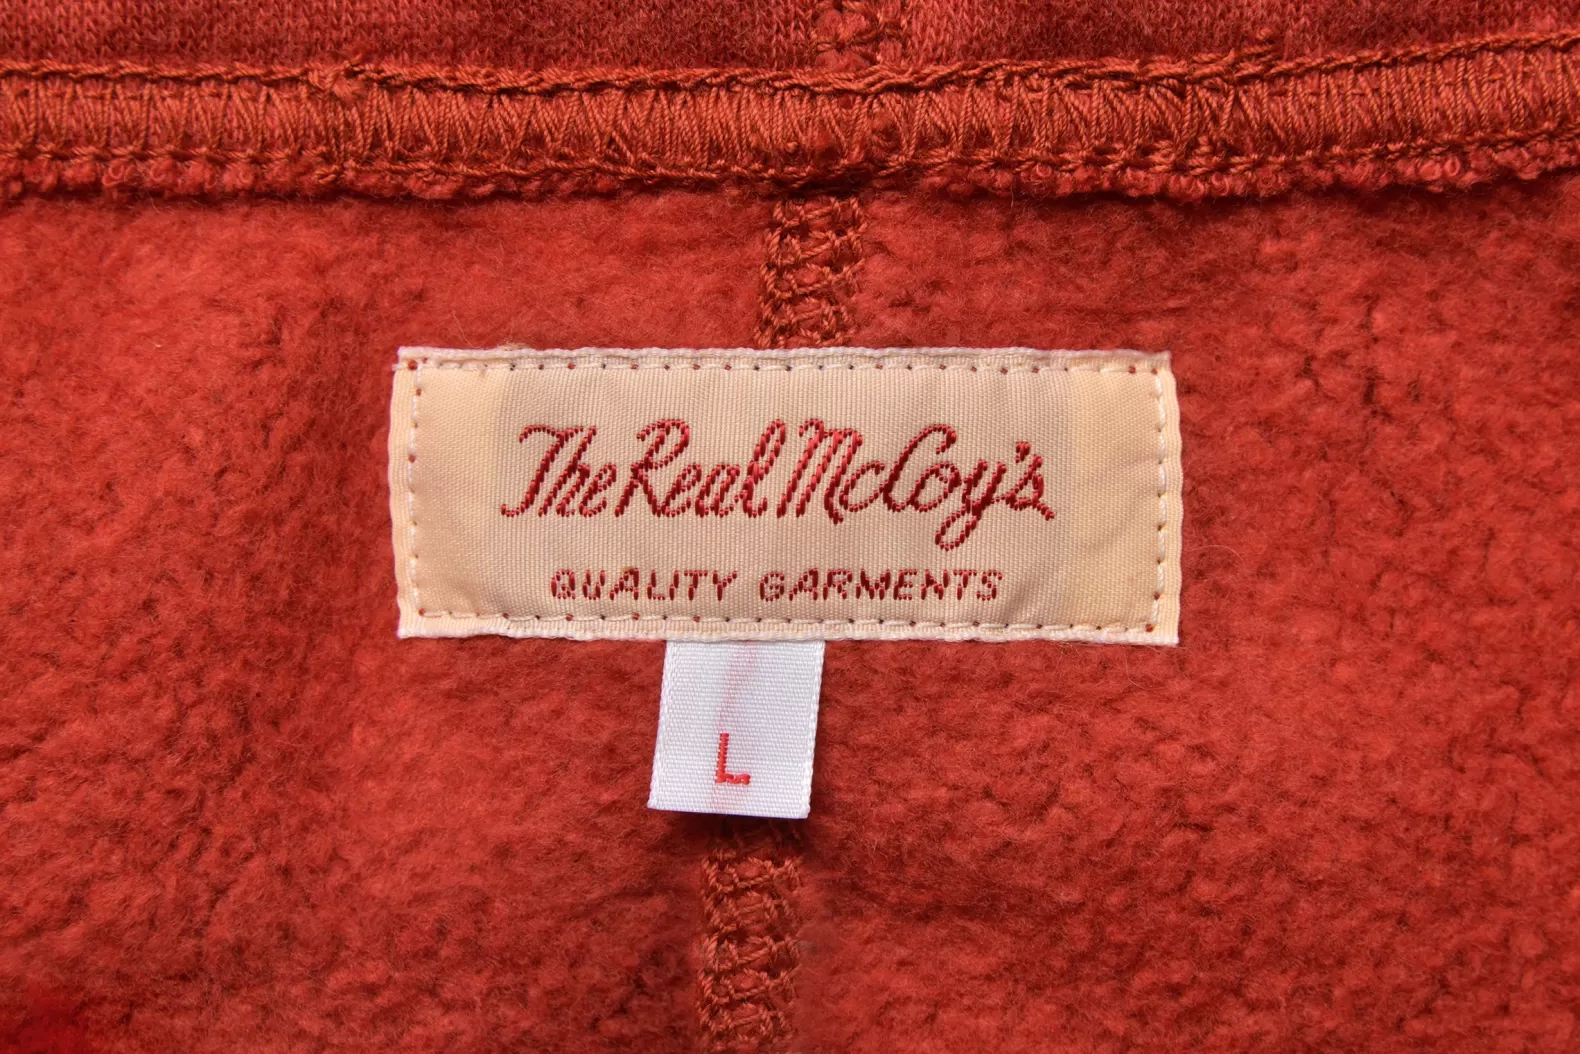 The Real McCoy's
QUALITY GARMENTS
L